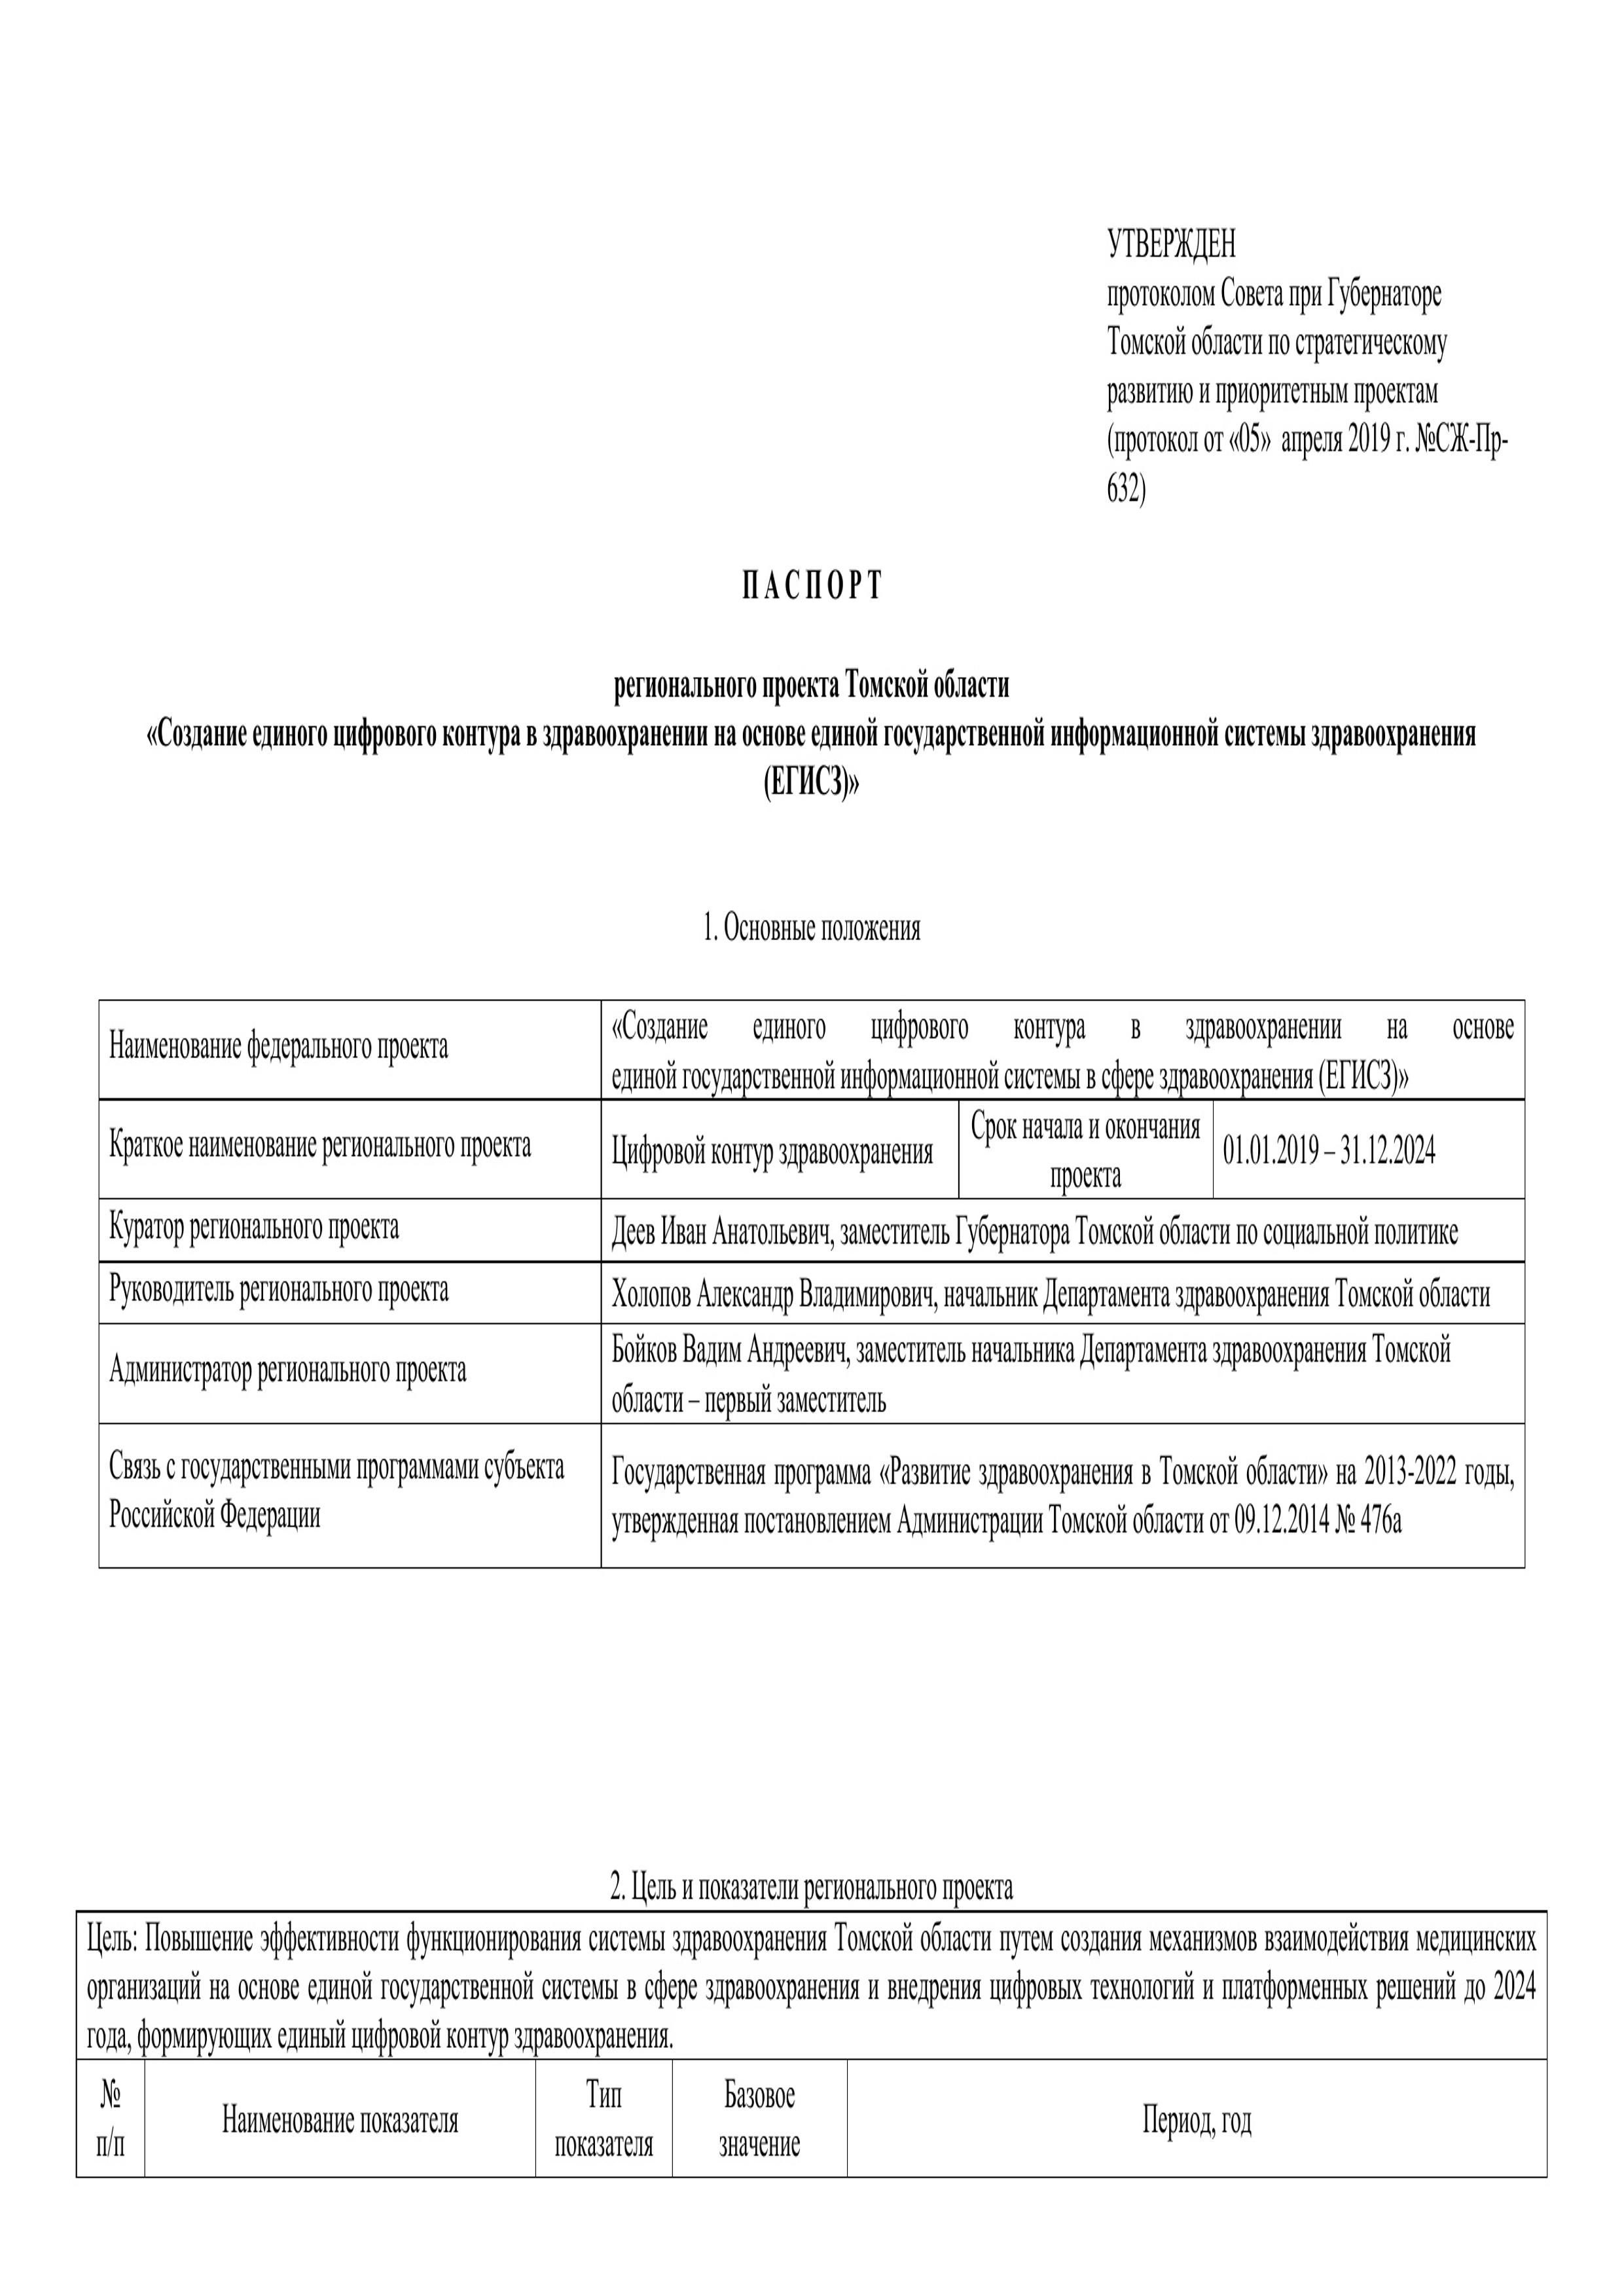 УТВЕРЖДЕН
протоколом Совета при Губернаторе
Томской области по стратегическому
развитию и приоритетным проектам
(протокол от «05» апреля 2019 г. №СЖ-Пр-
632)
П А С П О Р Т
регионального проекта Томской области
«Создание единого цифрового контура в здравоохранении на основе единой государственной информационной системы здравоохранения
(ЕГИСЗ)»
1. Основные положения
Наименование федерального проекта
«Создание единого цифрового контура в здравоохранении на основе
единой государственной информационной системы в сфере здравоохранения (ЕГИСЗ)»
Краткое наименование регионального проекта
Цифровой контур здравоохранения
Срок начала и окончания
проекта
01.01.2019 – 31.12.2024
Куратор регионального проекта
Деев Иван Анатольевич, заместитель Губернатора Томской области по социальной политике
Руководитель регионального проекта
Холопов Александр Владимирович, начальник Департамента здравоохранения Томской области
Администратор регионального проекта
Бойков Вадим Андреевич, заместитель начальника Департамента здравоохранения Томской
области – первый заместитель
Связь с государственными программами субъекта
Российской Федерации
Государственная программа «Развитие здравоохранения в Томской области» на 2013-2022 годы,
утвержденная постановлением Администрации Томской области от 09.12.2014 № 476а
2. Цель и показатели регионального проекта
Цель: Повышение эффективности функционирования системы здравоохранения Томской области путем создания механизмов взаимодействия медицинских
организаций на основе единой государственной системы в сфере здравоохранения и внедрения цифровых технологий и платформенных решений до 2024
года, формирующих единый цифровой контур здравоохранения.
№
п/п
Наименование показателя
Тип
показателя
Базовое
значение
Период, год